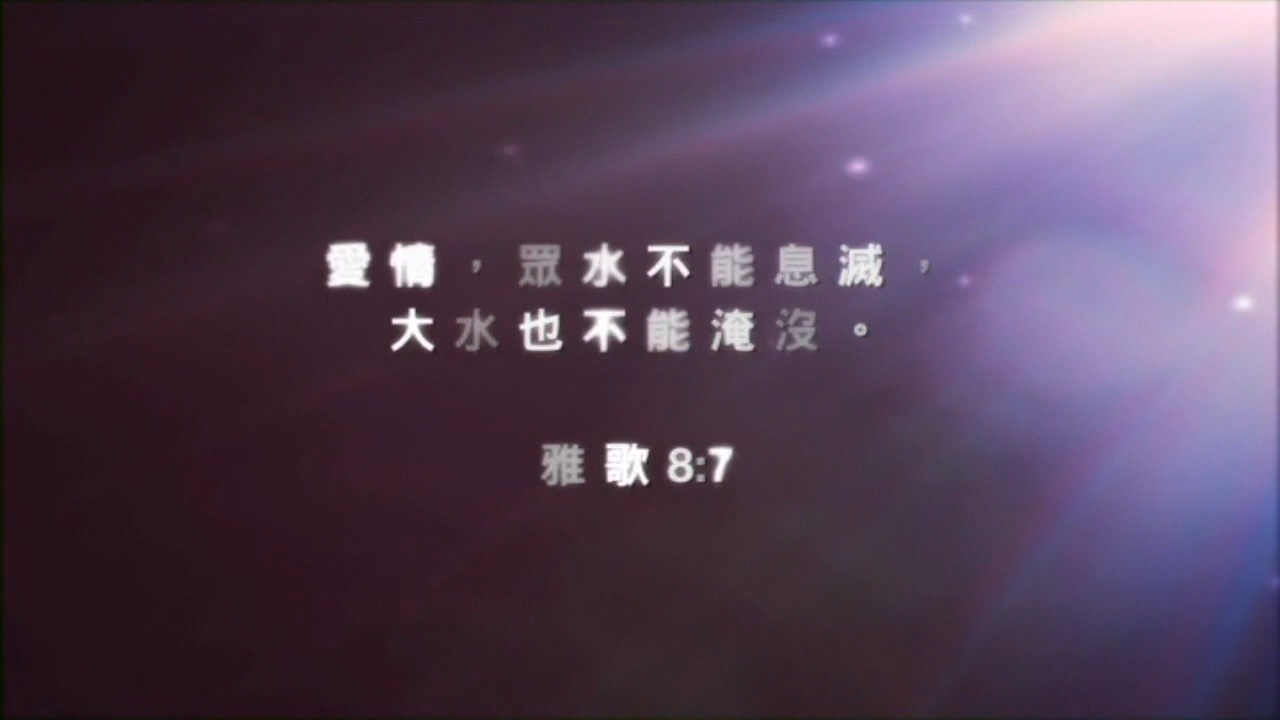 愛情，眾水不能息滅，
大水也不能淹沒。
雅歌 8:7